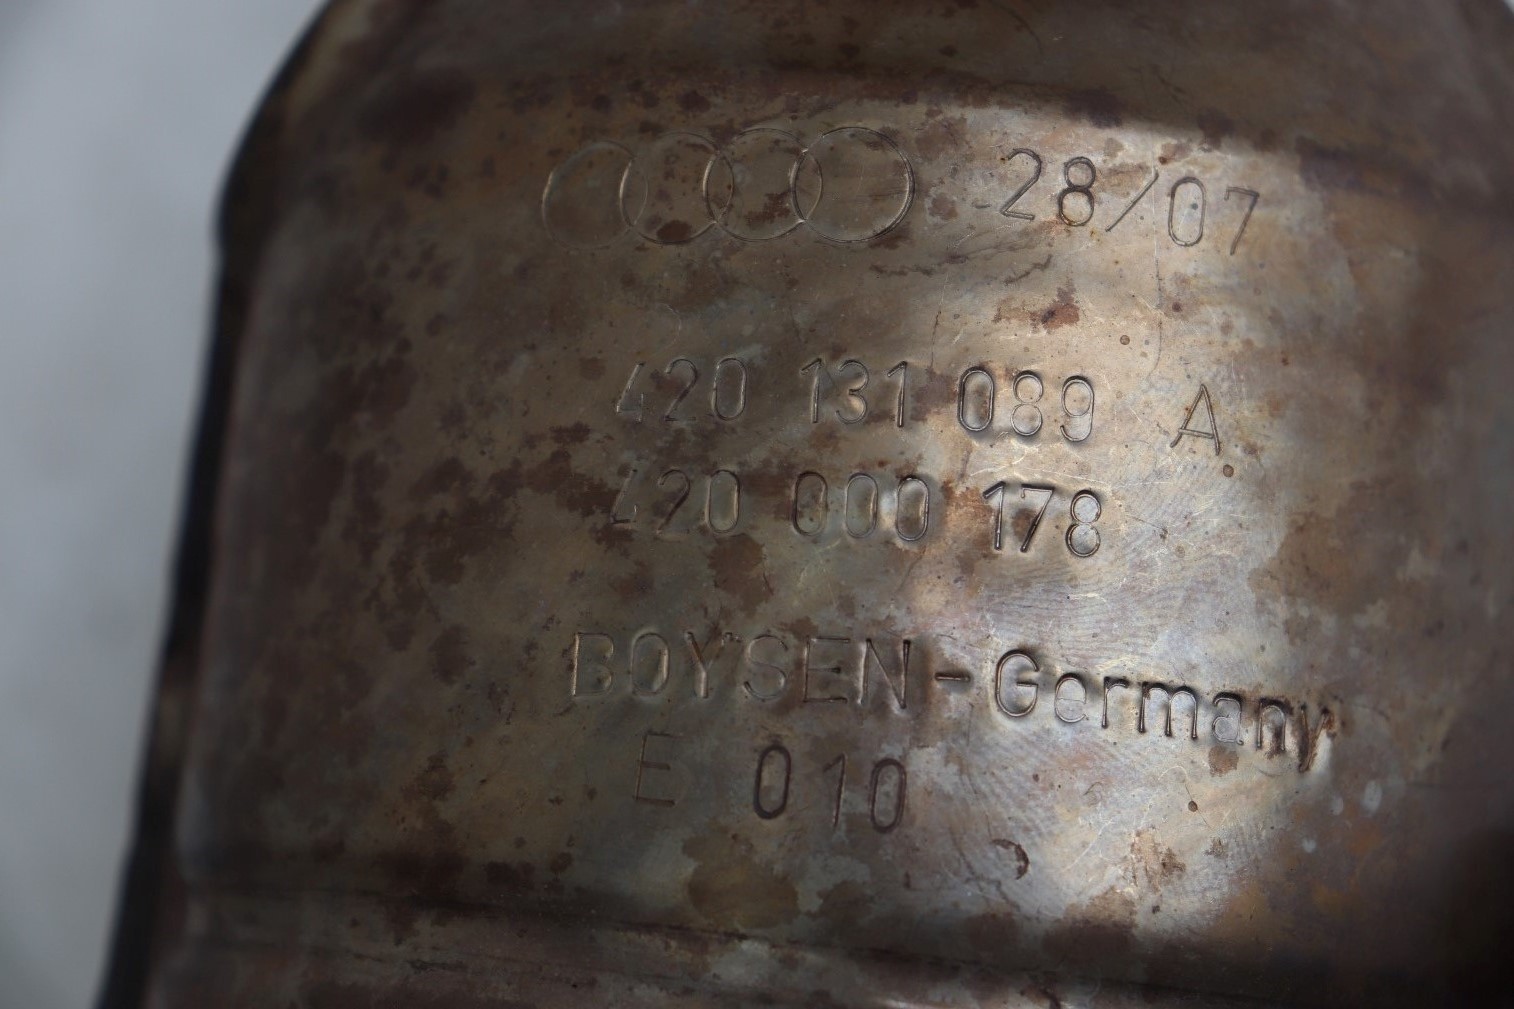 28/07
420 131 089 A
420 000 178
BOYSEN-Germany
E 010